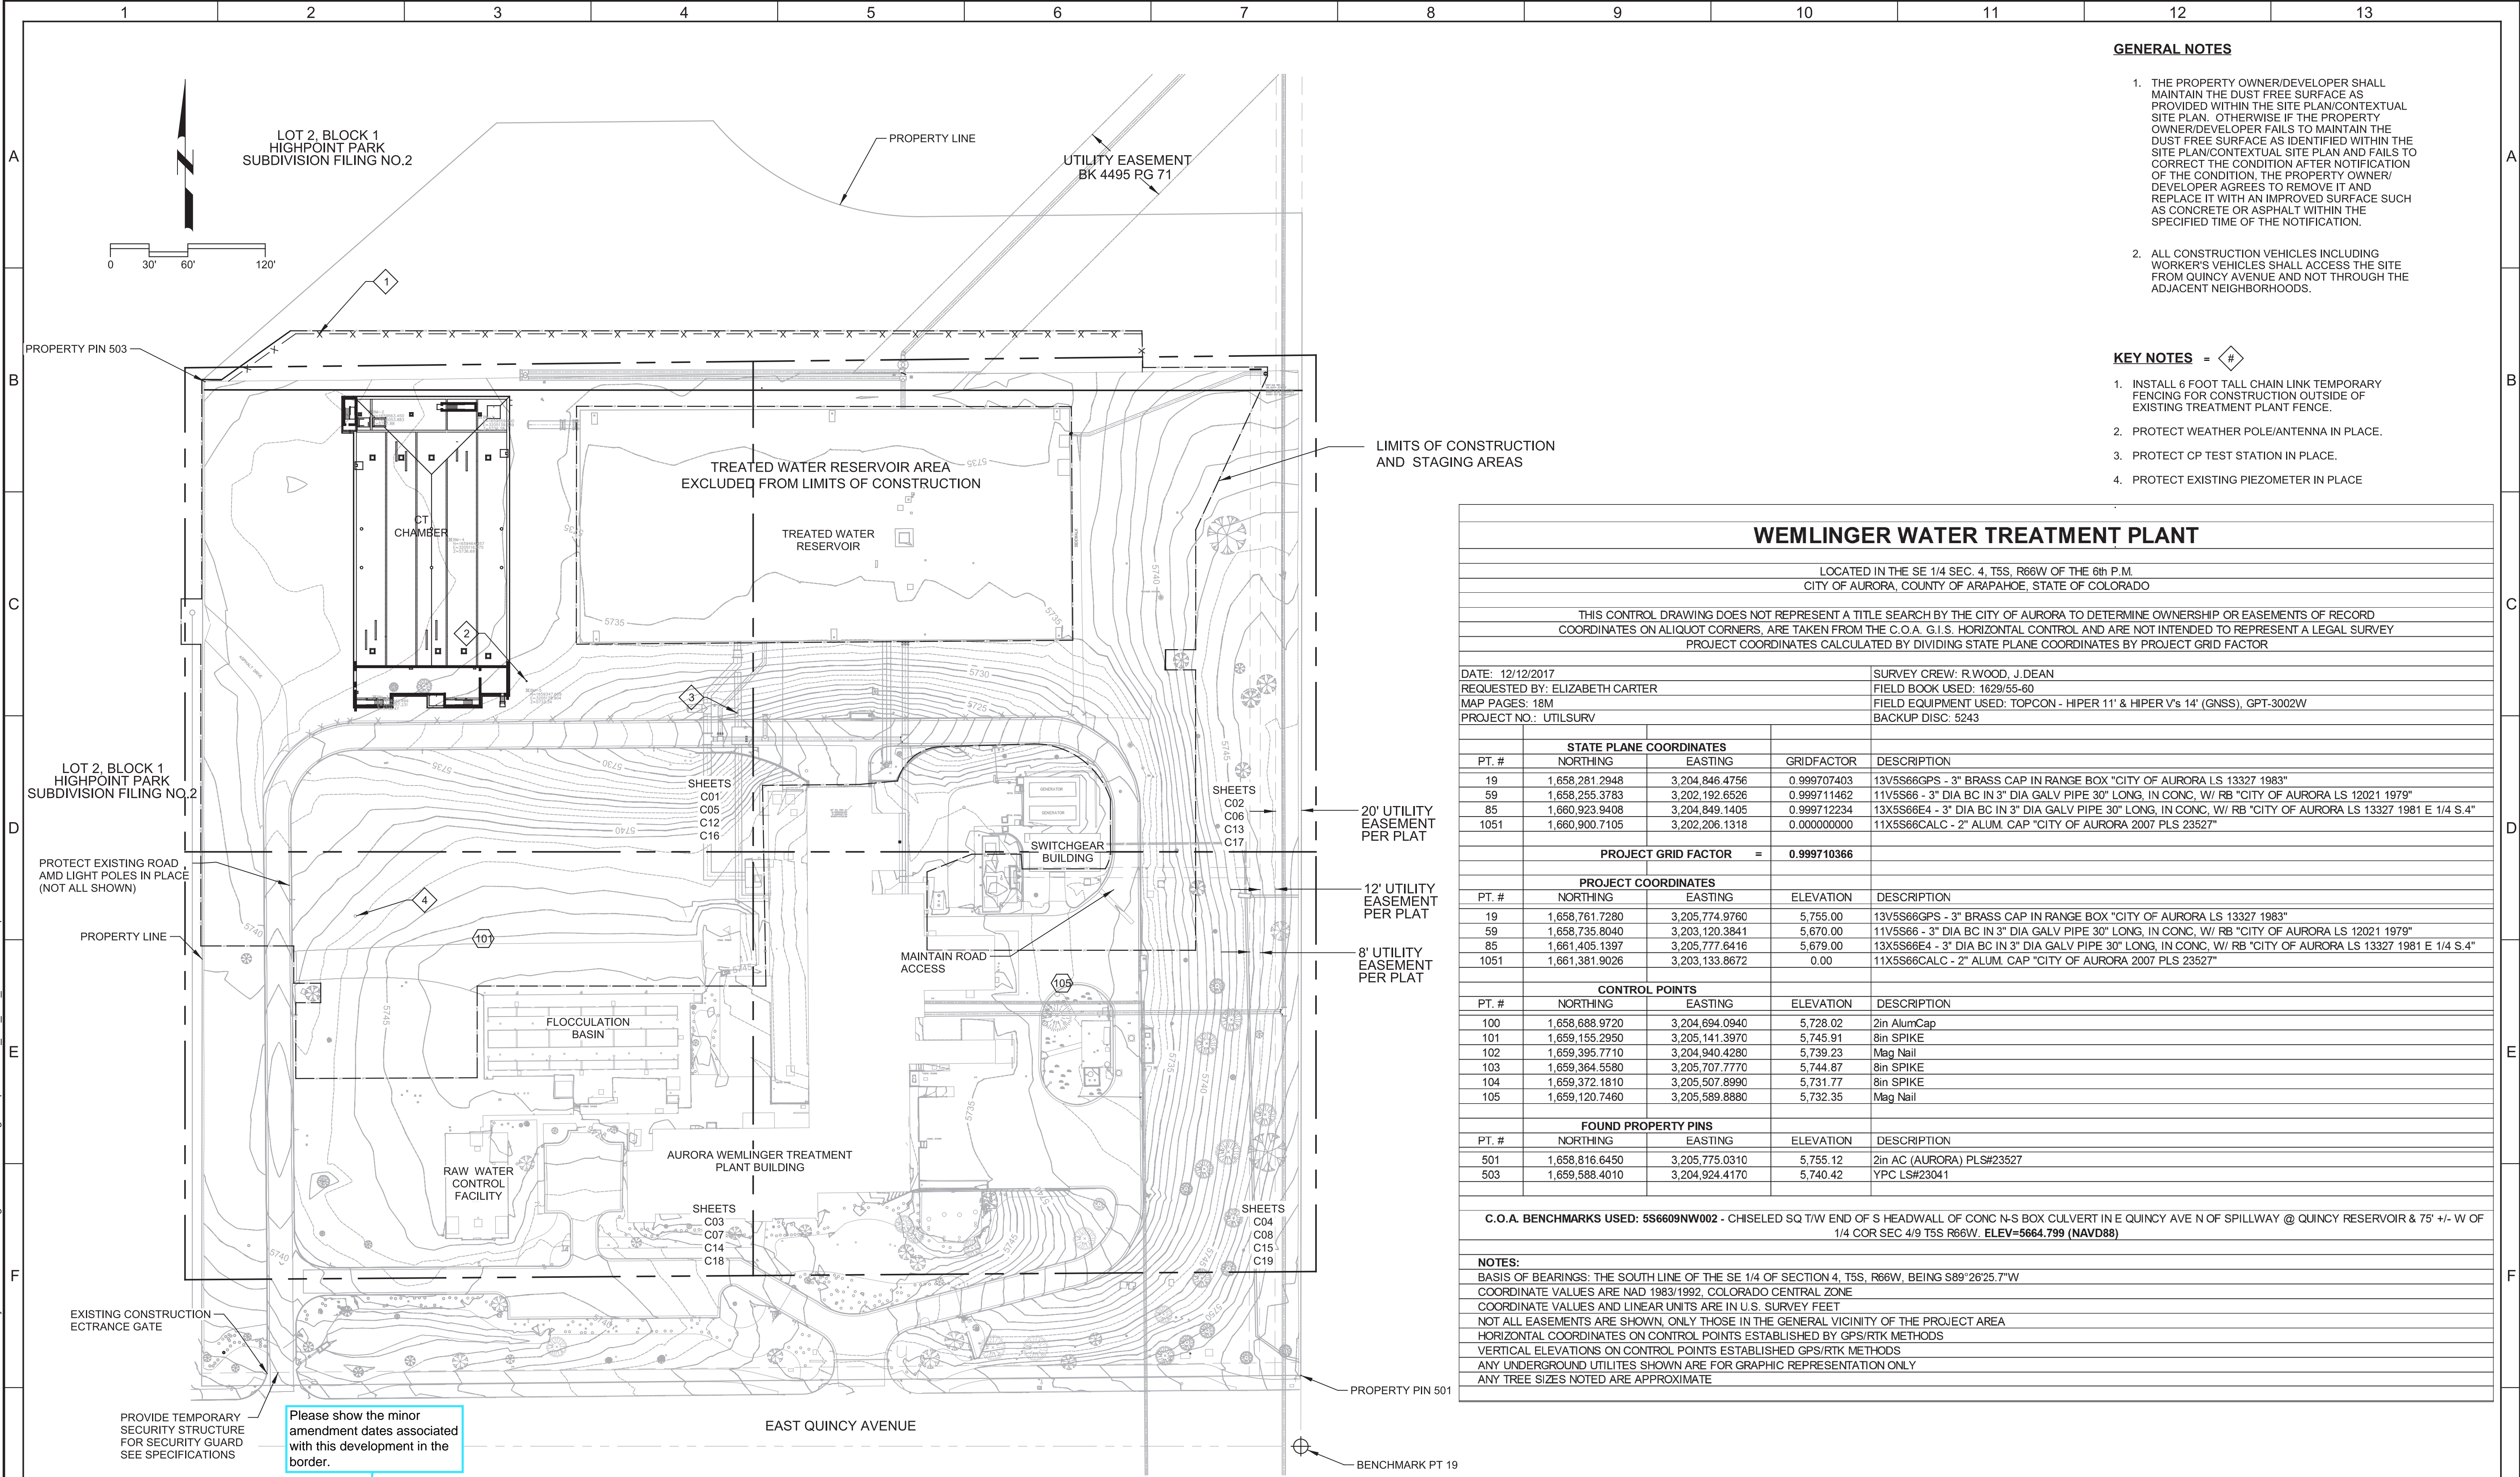 1 2 3 4 5 6 7 8 9 10 11 12 13
A
B
C
D
E
F
A
B
C
D
E
F
LOT 2, BLOCK 1
HIGHPOINT PARK
SUBDIVISION FILING NO.2
0 30' 60' 120'
PROPERTY LINE
UTILITY EASEMENT
BK 4495 PG 71
1
PROPERTY PIN 503
LIMITS OF CONSTRUCTION
AND STAGING AREAS
TREATED WATER RESERVOIR AREA
EXCLUDED FROM LIMITS OF CONSTRUCTION
5735
5735
TREATED WATER
RESERVOIR
CT
CHAMBER
5740
5735
5735
2
5730
3
5725
5745
LOT 2, BLOCK 1
HIGHPOINT PARK
SUBDIVISION FILING NO.2
5735
5730
SHEETS
C01
C05
C12
C16
GENERATOR
GENERATOR
SHEETS
C02
C06
C13
C17
20' UTILITY
EASEMENT
PER PLAT
5740
SWITCHGEAR
BUILDING
PROTECT EXISTING ROAD
AMD LIGHT POLES IN PLACE
(NOT ALL SHOWN)
4
12' UTILITY
EASEMENT
PER PLAT
5740
PROPERTY LINE
101
MAINTAIN ROAD
ACCESS
8' UTILITY
EASEMENT
PER PLAT
5745
105
5745
FLOCCULATION
BASIN
5735
5740
5735
5745
AURORA WEMLINGER TREATMENT
PLANT BUILDING
RAW WATER
CONTROL
FACILITY
5740
SHEETS
C03
C07
C14
C18
SHEETS
C04
C08
C15
C19
5745
5740
5745
5750
5740
EXISTING CONSTRUCTION
ECTRANCE GATE
PROPERTY PIN 501
PROVIDE TEMPORARY
SECURITY STRUCTURE
FOR SECURITY GUARD
SEE SPECIFICATIONS
Please show the minor
amendment dates associated
with this development in the
border.
EAST QUINCY AVENUE
BENCHMARK PT 19
GENERAL NOTES
1. THE PROPERTY OWNER/DEVELOPER SHALL
MAINTAIN THE DUST FREE SURFACE AS
PROVIDED WITHIN THE SITE PLAN/CONTEXTUAL
SITE PLAN. OTHERWISE IF THE PROPERTY
OWNER/DEVELOPER FAILS TO MAINTAIN THE
DUST FREE SURFACE AS IDENTIFIED WITHIN THE
SITE PLAN/CONTEXTUAL SITE PLAN AND FAILS TO
CORRECT THE CONDITION AFTER NOTIFICATION
OF THE CONDITION, THE PROPERTY OWNER/
DEVELOPER AGREES TO REMOVE IT AND
REPLACE IT WITH AN IMPROVED SURFACE SUCH
AS CONCRETE OR ASPHALT WITHIN THE
SPECIFIED TIME OF THE NOTIFICATION.
2. ALL CONSTRUCTION VEHICLES INCLUDING
WORKER'S VEHICLES SHALL ACCESS THE SITE
FROM QUINCY AVENUE AND NOT THROUGH THE
ADJACENT NEIGHBORHOODS.
KEY NOTES = #
1. INSTALL 6 FOOT TALL CHAIN LINK TEMPORARY
FENCING FOR CONSTRUCTION OUTSIDE OF
EXISTING TREATMENT PLANT FENCE.
2. PROTECT WEATHER POLE/ANTENNA IN PLACE.
3. PROTECT CP TEST STATION IN PLACE.
4. PROTECT EXISTING PIEZOMETER IN PLACE
WEMLINGER WATER TREATMENT PLANT
LOCATED IN THE SE 1/4 SEC. 4, T5S, R66W OF THE 6th P.M.
CITY OF AURORA, COUNTY OF ARAPAHOE, STATE OF COLORADO
THIS CONTROL DRAWING DOES NOT REPRESENT A TITLE SEARCH BY THE CITY OF AURORA TO DETERMINE OWNERSHIP OR EASEMENTS OF RECORD
COORDINATES ON ALIQUOT CORNERS, ARE TAKEN FROM THE C.O.A. G.I.S. HORIZONTAL CONTROL AND ARE NOT INTENDED TO REPRESENT A LEGAL SURVEY
PROJECT COORDINATES CALCULATED BY DIVIDING STATE PLANE COORDINATES BY PROJECT GRID FACTOR
DATE: 12/12/2017 SURVEY CREW: R.WOOD, J.DEAN
REQUESTED BY: ELIZABETH CARTER FIELD BOOK USED: 1629/55-60
MAP PAGES: 18M FIELD EQUIPMENT USED: TOPCON - HIPER 11' & HIPER V's 14' (GNSS), GPT-3002W
PROJECT NO.: UTILSURV BACKUP DISC: 5243
STATE PLANE COORDINATES
PT. # NORTHING EASTING GRIDFACTOR DESCRIPTION
19 1,658,281.2948 3,204,846.4756 0.999707403 13V5S66GPS - 3" BRASS CAP IN RANGE BOX "CITY OF AURORA LS 13327 1983"
59 1,658,255.3783 3,202,192.6526 0.999711462 11V5S66 - 3" DIA BC IN 3" DIA GALV PIPE 30" LONG, IN CONC, W/ RB "CITY OF AURORA LS 12021 1979"
85 1,660,923.9408 3,204,849.1405 0.999712234 13X5S66E4 - 3" DIA BC IN 3" DIA GALV PIPE 30" LONG, IN CONC, W/ RB "CITY OF AURORA LS 13327 1981 E 1/4 S.4"
1051 1,660,900.7105 3,202,206.1318 0.000000000 11X5S66CALC - 2" ALUM. CAP "CITY OF AURORA 2007 PLS 23527"
PROJECT GRID FACTOR = 0.999710366
PROJECT COORDINATES
PT. # NORTHING EASTING ELEVATION DESCRIPTION
19 1,658,761.7280 3,205,774.9760 5,755.00 13V5S66GPS - 3" BRASS CAP IN RANGE BOX "CITY OF AURORA LS 13327 1983"
59 1,658,735.8040 3,203,120.3841 5,670.00 11V5S66 - 3" DIA BC IN 3" DIA GALV PIPE 30" LONG, IN CONC, W/ RB "CITY OF AURORA LS 12021 1979"
85 1,661,405.1397 3,205,777.6416 5,679.00 13X5S66E4 - 3" DIA BC IN 3" DIA GALV PIPE 30" LONG, IN CONC, W/ RB "CITY OF AURORA LS 13327 1981 E 1/4 S.4"
1051 1,661,381.9026 3,203,133.8672 0.00 11X5S66CALC - 2" ALUM. CAP "CITY OF AURORA 2007 PLS 23527"
CONTROL POINTS
PT. # NORTHING EASTING ELEVATION DESCRIPTION
100 1,658,688.9720 3,204,694.0940 5,728.02 2in AlumCap
101 1,659,155.2950 3,205,141.3970 5,745.91 8in SPIKE
102 1,659,395.7710 3,204,940.4280 5,739.23 Mag Nail
103 1,659,364.5580 3,205,707.7770 5,744.87 8in SPIKE
104 1,659,372.1810 3,205,507.8990 5,731.77 8in SPIKE
105 1,659,120.7460 3,205,589.8880 5,732.35 Mag Nail
FOUND PROPERTY PINS
PT. # NORTHING EASTING ELEVATION DESCRIPTION
501 1,658,816.6450 3,205,775.0310 5,755.12 2in AC (AURORA) PLS#23527
503 1,659,588.4010 3,204,924.4170 5,740.42 YPC LS#23041
C.O.A. BENCHMARKS USED: 5S6609NW002 - CHISELED SQ T/W END OF S HEADWALL OF CONC N-S BOX CULVERT IN E QUINCY AVE N OF SPILLWAY @ QUINCY RESERVOIR & 75' +/- W OF
1/4 COR SEC 4/9 T5S R66W. ELEV=5664.799 (NAVD88)
NOTES:
BASIS OF BEARINGS: THE SOUTH LINE OF THE SE 1/4 OF SECTION 4, T5S, R66W, BEING S89°26'25.7"W
COORDINATE VALUES ARE NAD 1983/1992, COLORADO CENTRAL ZONE
COORDINATE VALUES AND LINEAR UNITS ARE IN U.S. SURVEY FEET
NOT ALL EASEMENTS ARE SHOWN, ONLY THOSE IN THE GENERAL VICINITY OF THE PROJECT AREA
HORIZONTAL COORDINATES ON CONTROL POINTS ESTABLISHED BY GPS/RTK METHODS
VERTICAL ELEVATIONS ON CONTROL POINTS ESTABLISHED GPS/RTK METHODS
ANY UNDERGROUND UTILITES SHOWN ARE FOR GRAPHIC REPRESENTATION ONLY
ANY TREE SIZES NOTED ARE APPROXIMATE